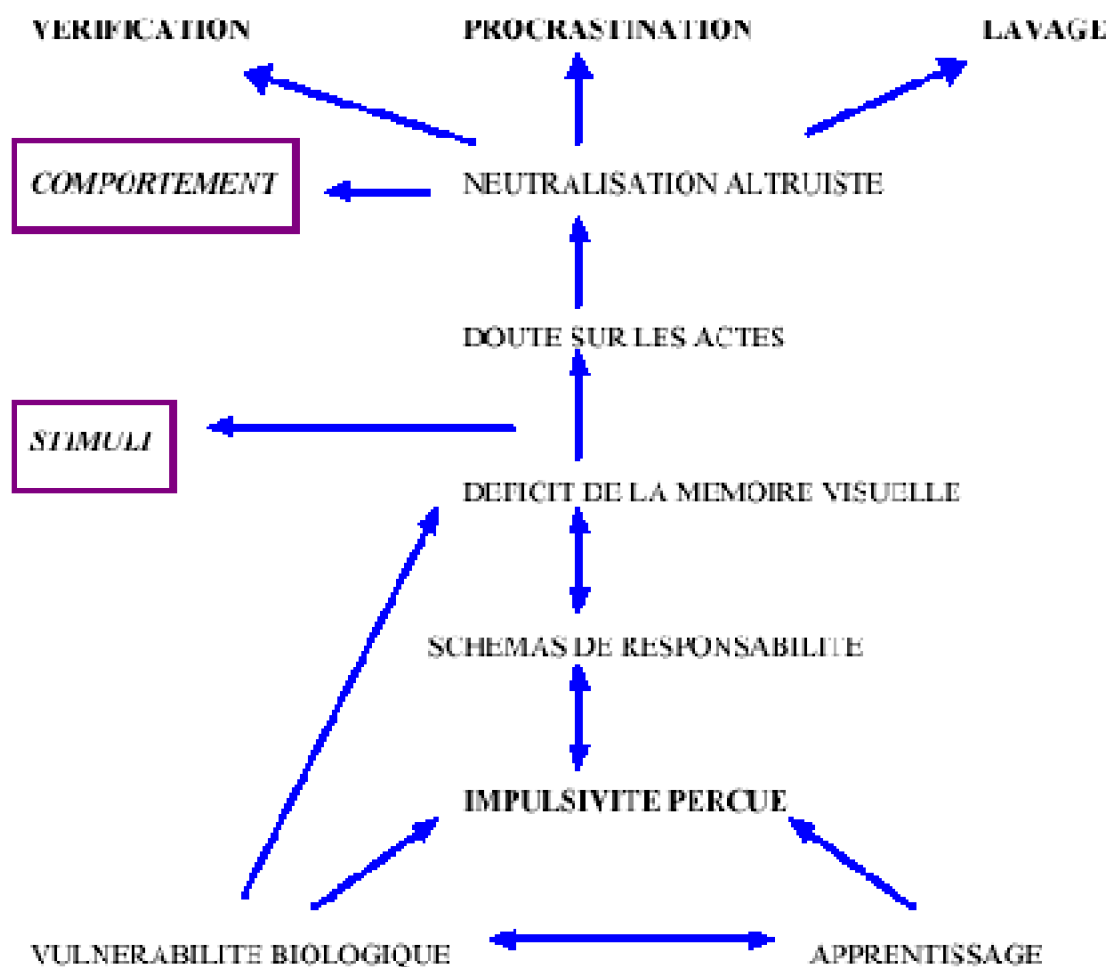 VERIFICATION PROCRASTINATION LAVAGE
COMPORTEMENT NEUTRALISATION ALTRUISTE
DOUTE SUR LES ACTES
STIMULI
DEFICIT DE LA MEMOIRE VISUELLE
SCHEMAS DE RESPONSABILITE
IMPULSIVITE PERCUE
VULNERABILITE BIOLOGIQUE APPRENTISSAGE